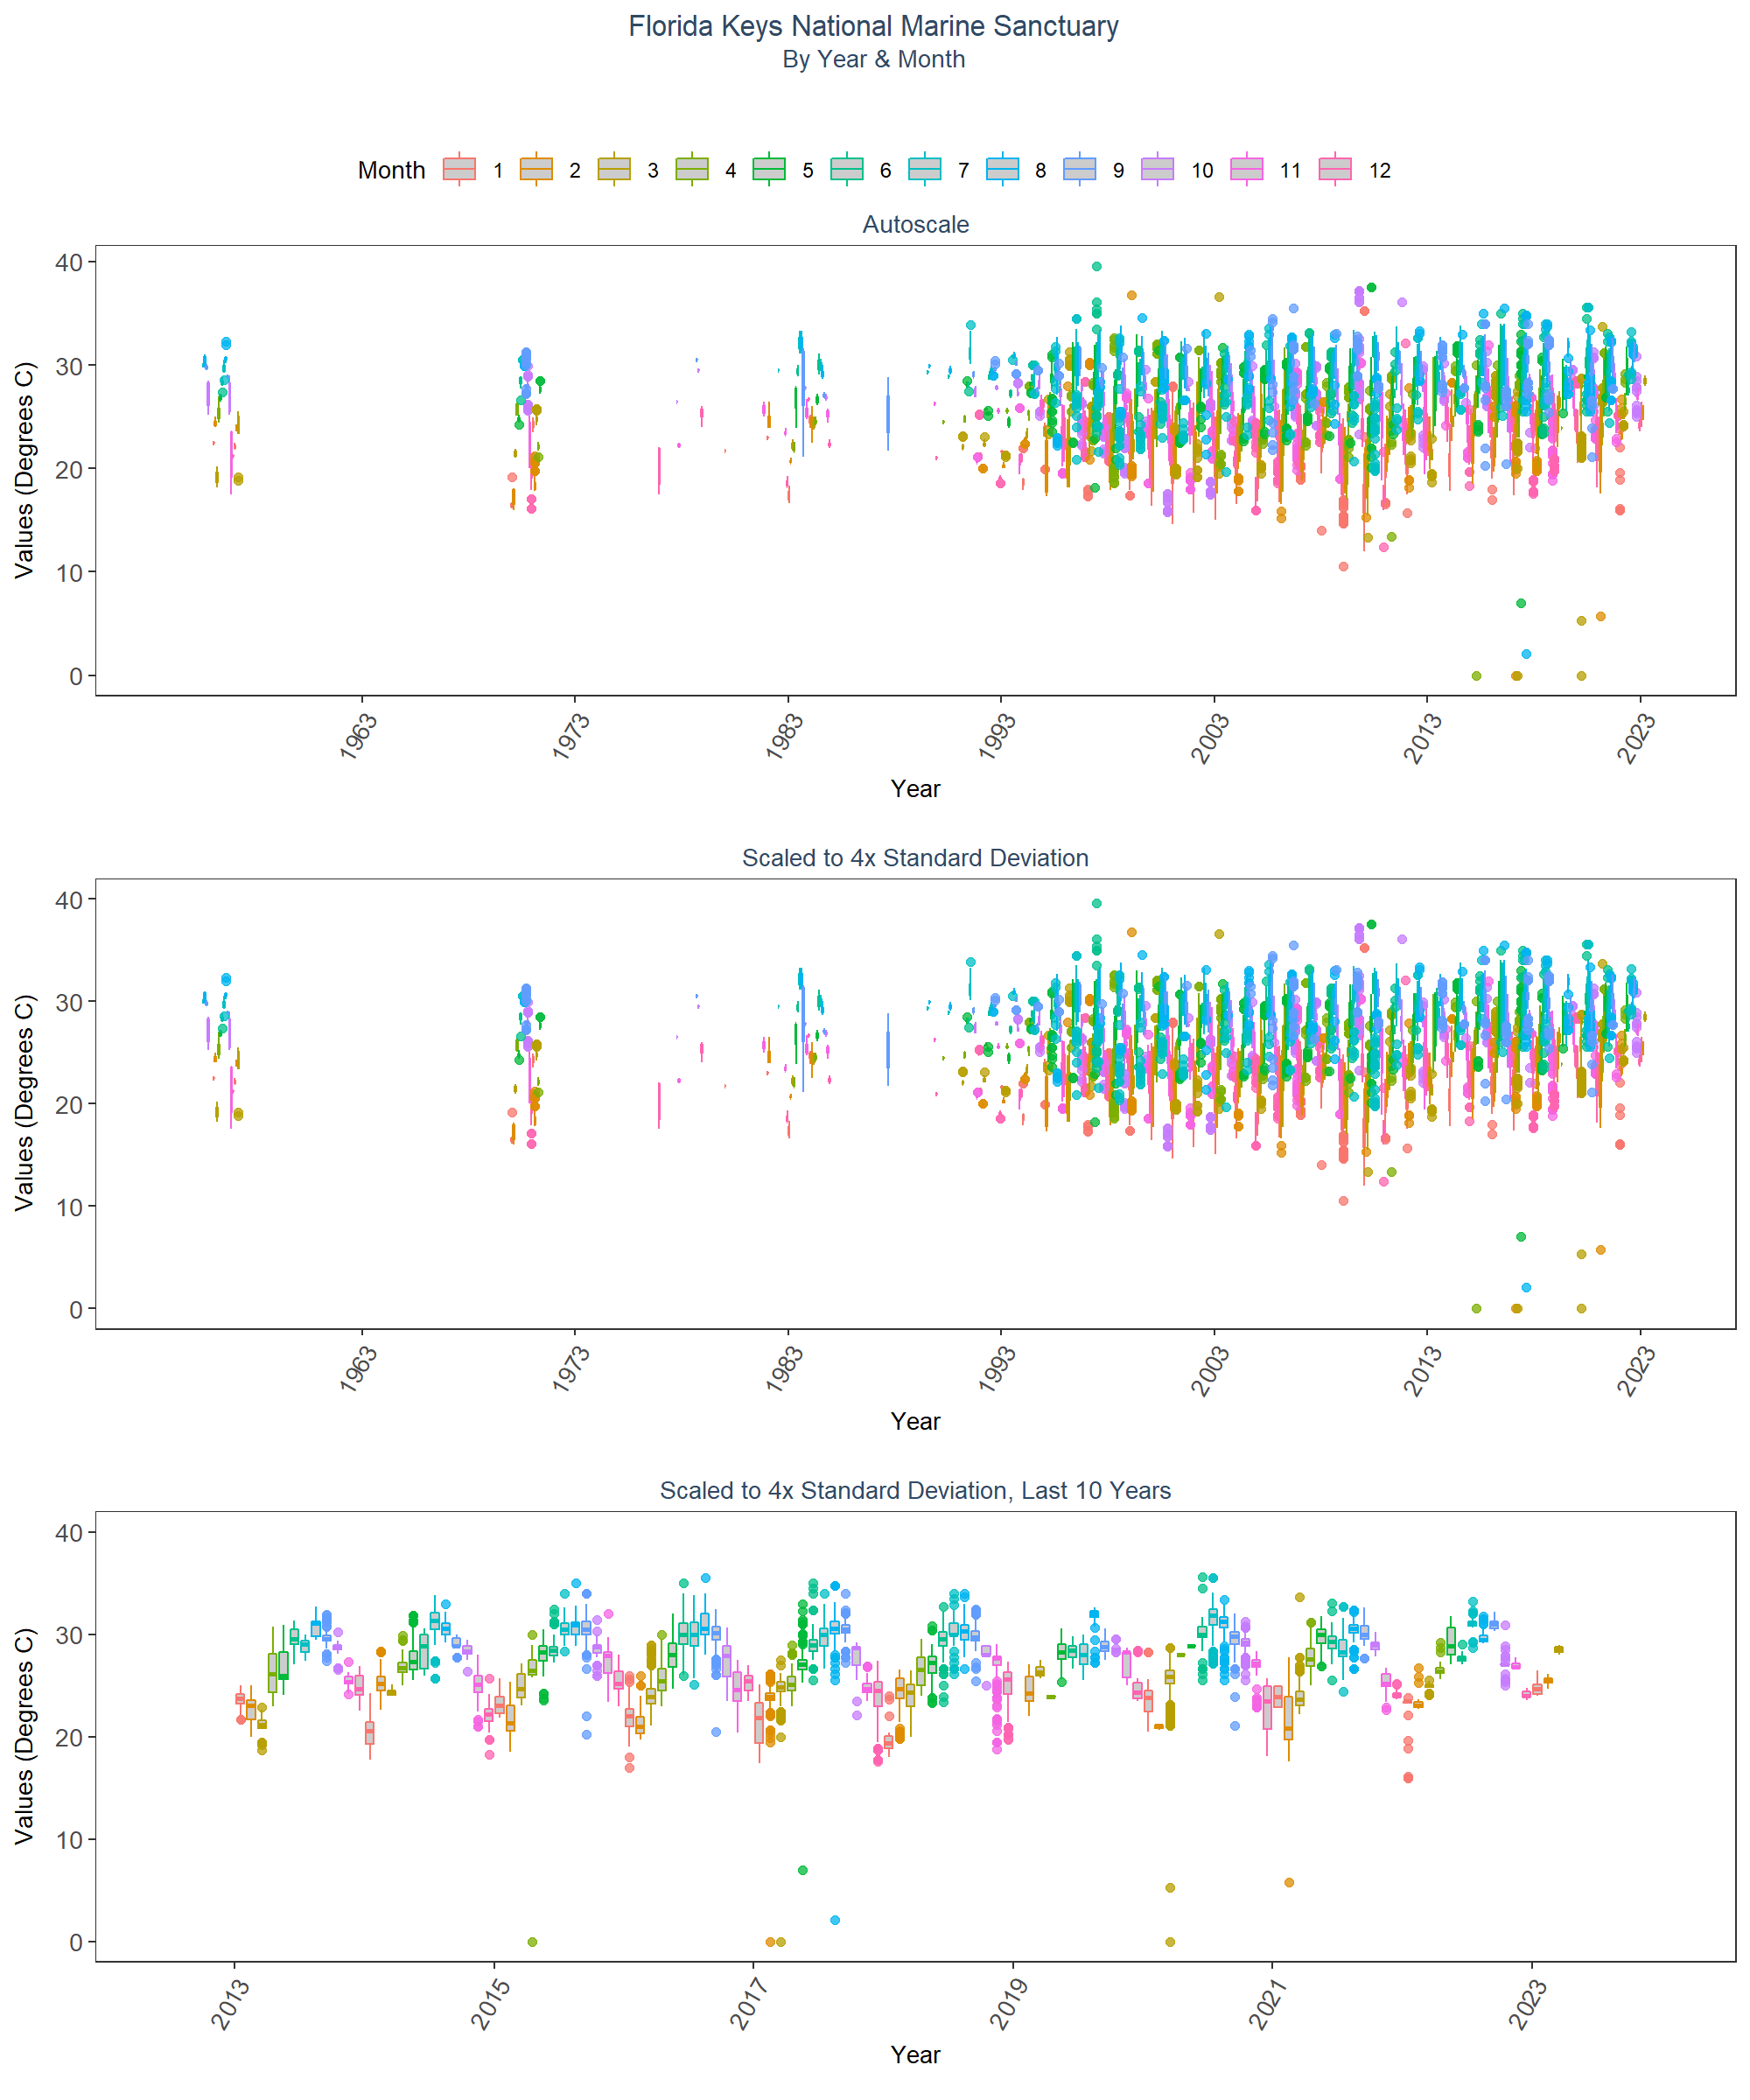 Florida Keys National Marine Sanctuary
By Year & Month
Month 1 2 3 4 5 6 7 8 9 10 11 12
Autoscale
Values (Degrees C)
40
30
20
10
0
1963 1973 1983 1993 2003 2013 2023
Year
Scaled to 4x Standard Deviation
Values (Degrees C)
40
30
20
10
0
1963 1973 1983 1993 2003 2013 2023
Year
Scaled to 4x Standard Deviation, Last 10 Years
Values (Degrees C)
40
30
20
10
0
2013 2015 2017 2019 2021 2023
Year